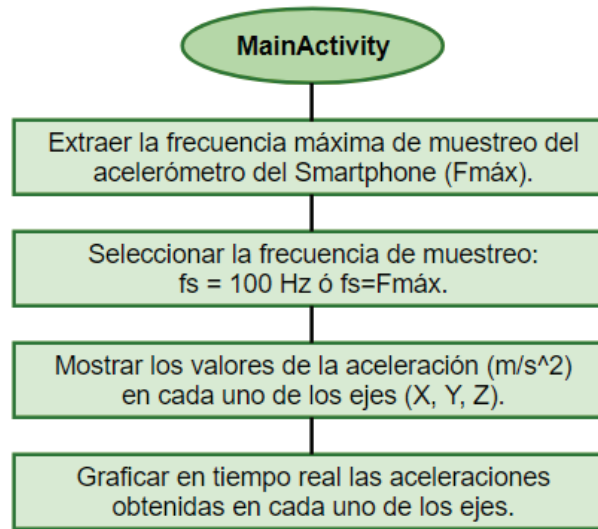 MainActivity
Extraer la frecuencia máxima de muestreo del
acelerómetro del Smartphone (Fmáx).
Seleccionar la frecuencia de muestreo:
fs = 100 Hz ó fs=Fmáx.
Mostrar los valores de la aceleración (m/s^2)
en cada uno de los ejes (X, Y, Z).
Graficar en tiempo real las aceleraciones
obtenidas en cada uno de los ejes.